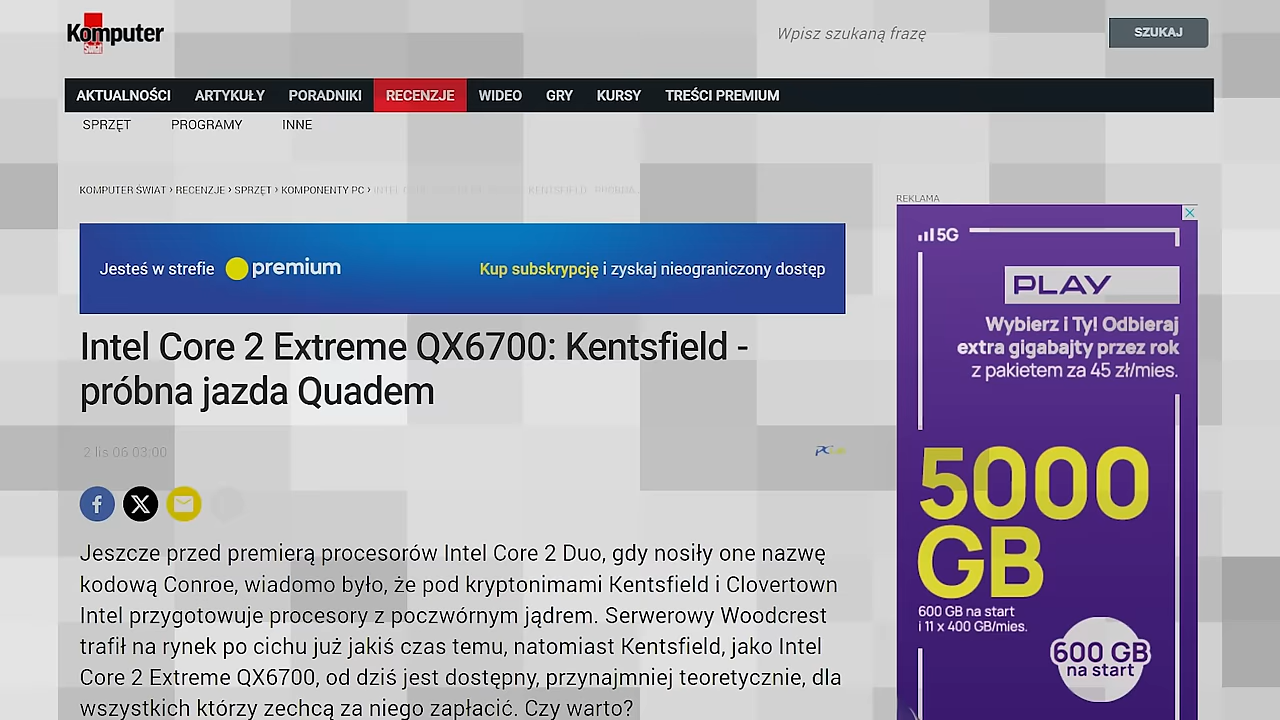 Komputer
Świat
Wpisz szukaną frazę
SZUKAJ
AKTUALNOŚCI ARTYKUŁY PORADNIKI RECENZJE WIDEO GRY KURSY TREŚCI PREMIUM
SPRZĘT PROGRAMY INNE
KOMPUTER ŚWIAT › RECENZJE › SPRZĘT › KOMPONENTY PC ›
Jesteś w strefie premium Kup subskrypcję i zyskaj nieograniczony dostęp
Intel Core 2 Extreme QX6700: Kentsfield -
próbna jazda Quadem
2 lis 06 03:00
Jeszcze przed premierą procesorów Intel Core 2 Duo, gdy nosiły one nazwę
kodową Conroe, wiadomo było, że pod kryptonimami Kentsfield i Clovertown
Intel przygotowuje procesory z poczwórnym jądrem. Serwerowy Woodcrest
trafił na rynek po cichu już jakiś czas temu, natomiast Kentsfield, jako Intel
Core 2 Extreme QX6700, od dziś jest dostępny, przynajmniej teoretycznie, dla
wszystkich którzy zechcą za niego zapłacić. Czy warto?
REKLAMA
5G
PLAY
Wybierz i Ty! Odbieraj
extra gigabajty przez rok
z pakietem za 45 zł/mies.
5000
GB
600 GB na start
i 11 x 400 GB/mies.
600 GB
na start